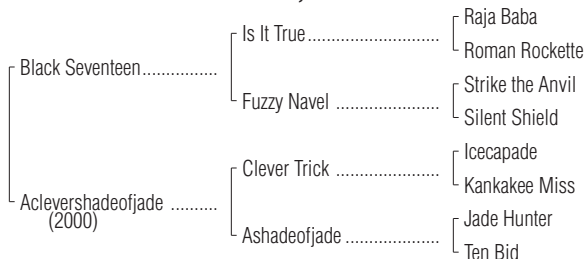 Raja Baba
Is It True
Roman Rockette
Black Seventeen
Strike the Anvil
Fuzzy Navel
Silent Shield
Icecapade
Clever Trick
Kankakee Miss
Aclevershadeofjade
(2000)
Jade Hunter
Ashadeofjade
Ten Bid